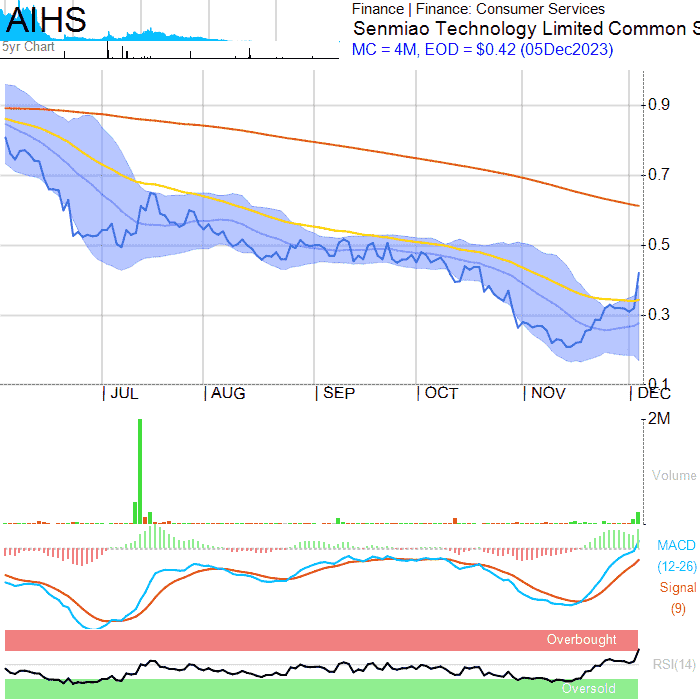 AIHS
5yr Chart
Finance | Finance: Consumer Services
Senmiao Technology Limited Common S
MC = 4M, EOD = $0.42 (05Dec2023)
0.9
0.7
0.5
0.3
0.1
| JUL | AUG | SEP | OCT | NOV | DEC
2M
Volume
MACD
(12-26)
Signal
(9)
Overbought
RSI(14)
Oversold